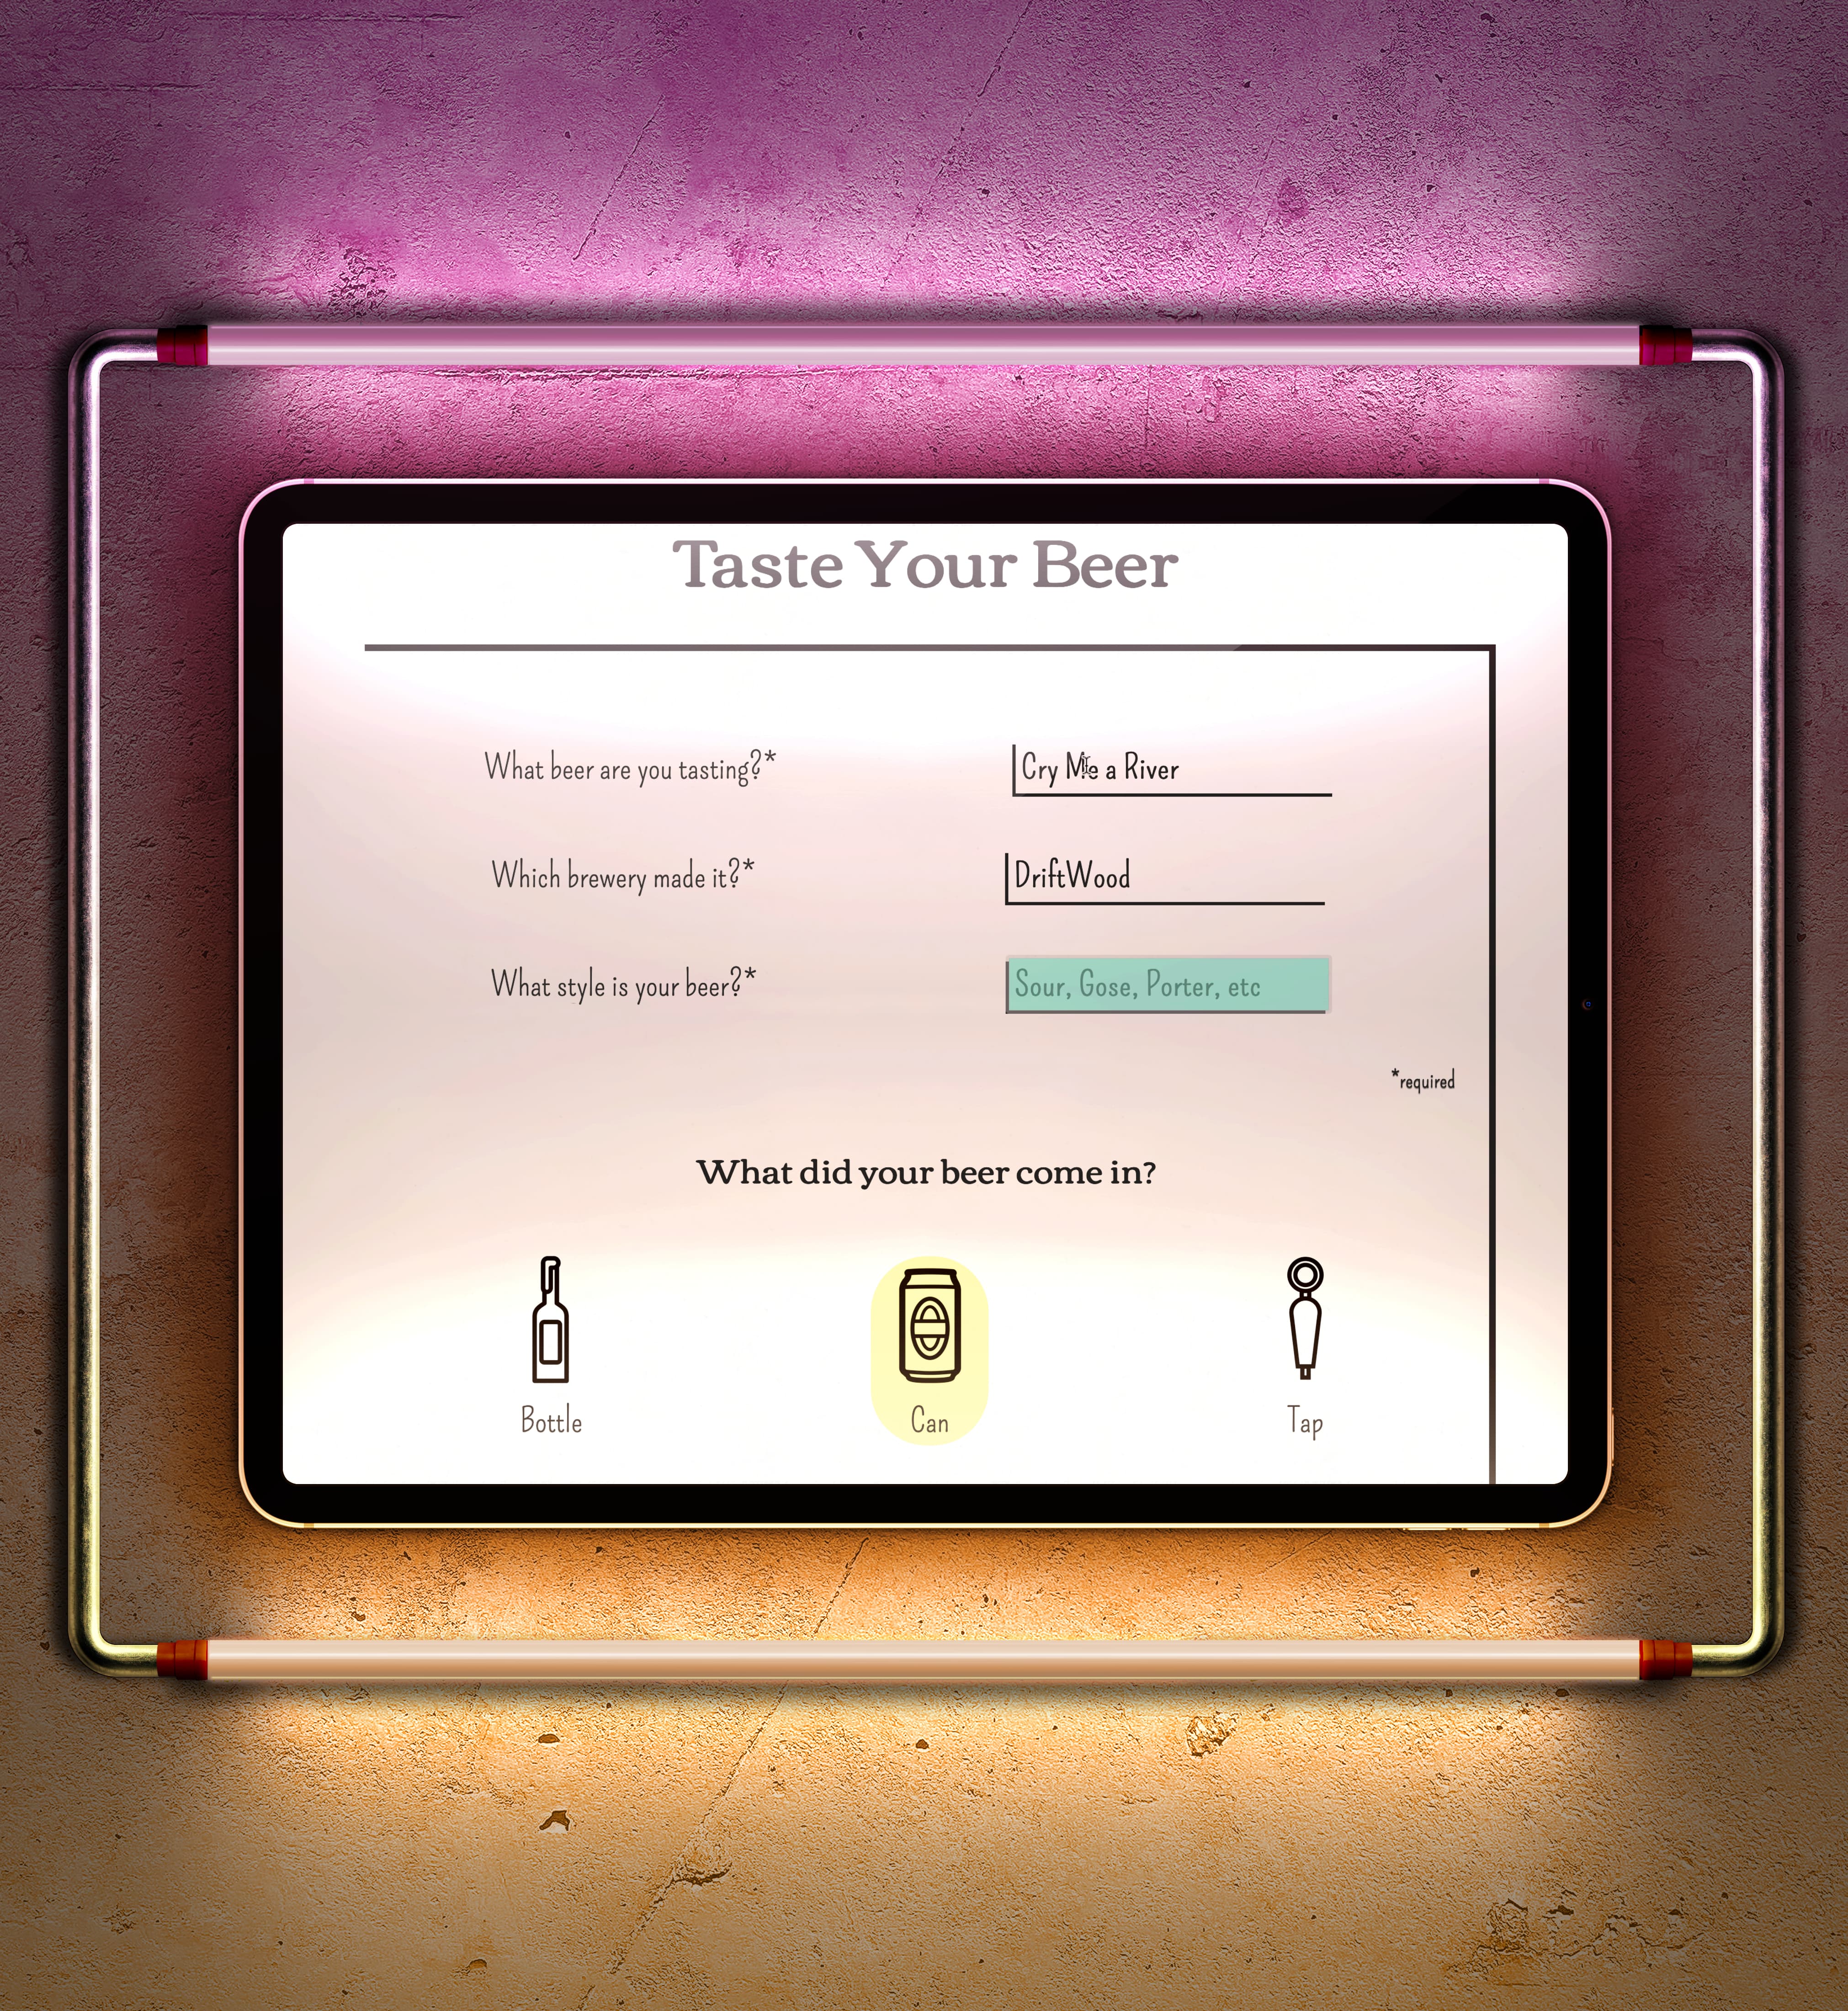 Taste Your Beer
What beer are you tasting?* Cry Me a River
Which brewery made it?* DriftWood
What style is your beer?* Sour, Gose, Porter, etc
*required
What did your beer come in?
Bottle Can Tap